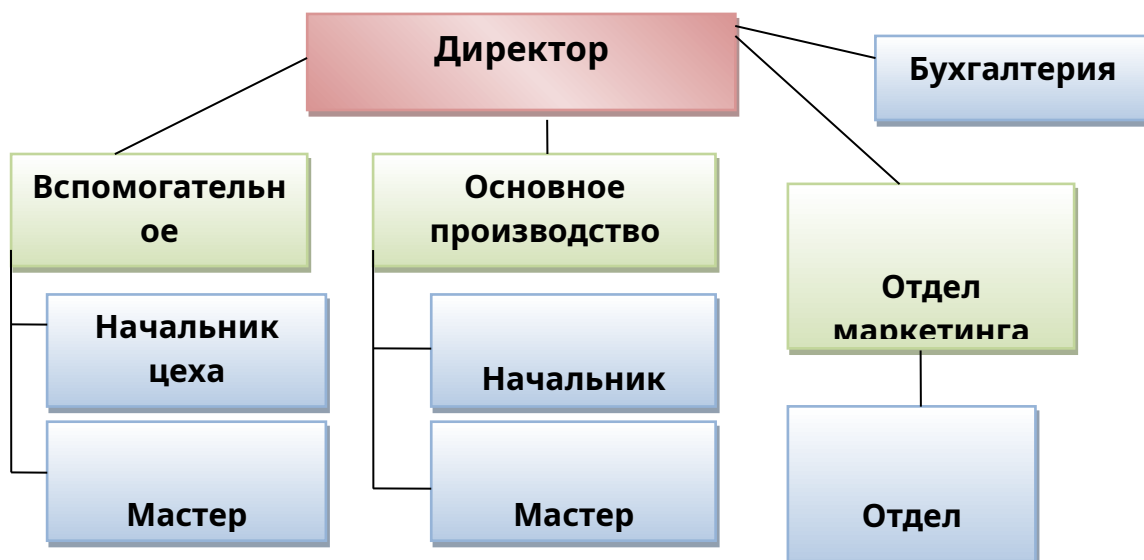 Директор
Бухгалтерия
Вспомогательн
ое
Основное
производство
Отдел
маркетинга
Начальник
цеха
Начальник
Мастер
Мастер
Отдел